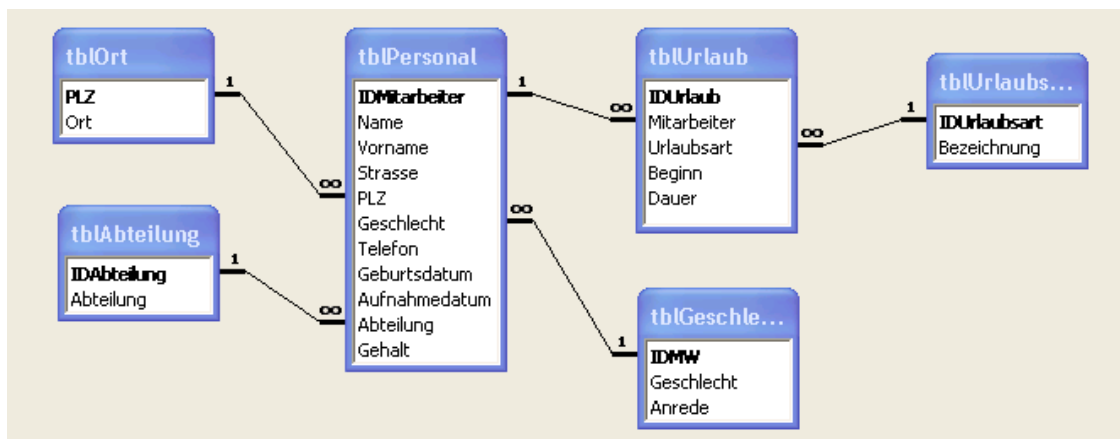 tblOrt
PLZ
Ort
1
∞
tblAbteilung
IDAbteilung
Abteilung
1
∞
tblPersonal
IDMitarbeiter
Name
Vorname
Strasse
PLZ
Geschlecht
Telefon
Geburtsdatum
Aufnahmedatum
Abteilung
Gehalt
1
∞
∞
1
tblUrlaub
IDUrlaub
Mitarbeiter
Urlaubsart
Beginn
Dauer
∞
1
tblUrlaubs...
IDUrlaubsart
Bezeichnung
tblGeschle...
IDMW
Geschlecht
Anrede